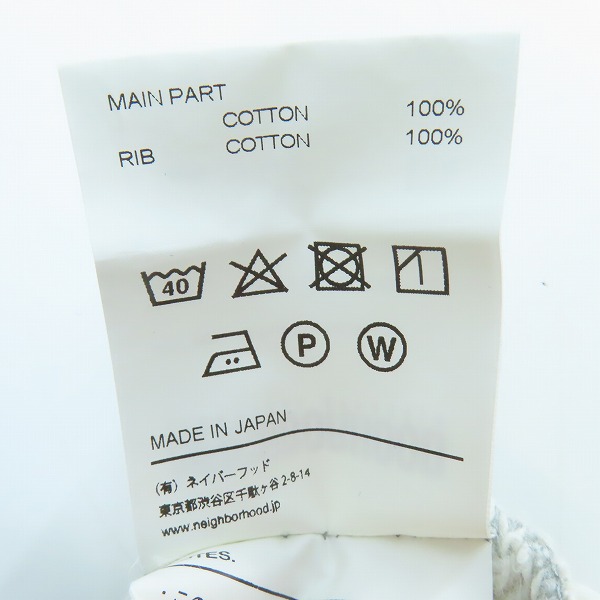 MAIN PART
COTTON 100%
RIB COTTON 100%
40
P W
MADE IN JAPAN
(有) ネイバーフッド
東京都渋谷区千駄ヶ谷2-8-14
www.neighborhood.jp